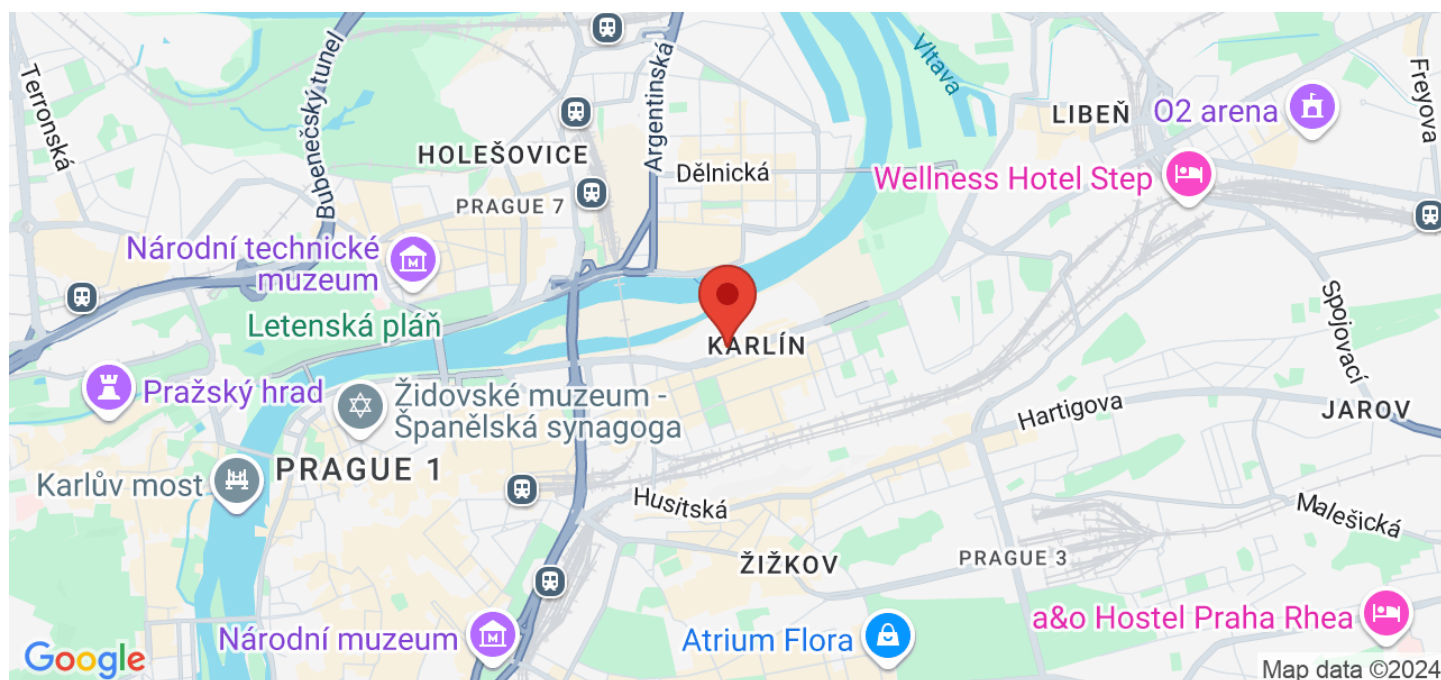 Terronská
Bubenečský tunel
Argentinská
Vltava
Freyova
LIBEŇ
O2 arena
HOLEŠOVICE
Dělnická
Wellness Hotel Step
PRAGUE 7
Národní technické
muzeum
Letenská pláň
Spojovací
KARLÍN
Pražský hrad
Židovské muzeum -
Španělská synagoga
Hartigova
JAROV
PRAGUE 1
Karlův most
Husitská
Malešická
ŽIŽKOV
PRAGUE 3
a&o Hostel Praha Rhea
Národní muzeum
Atrium Flora
Google
Map data ©2024